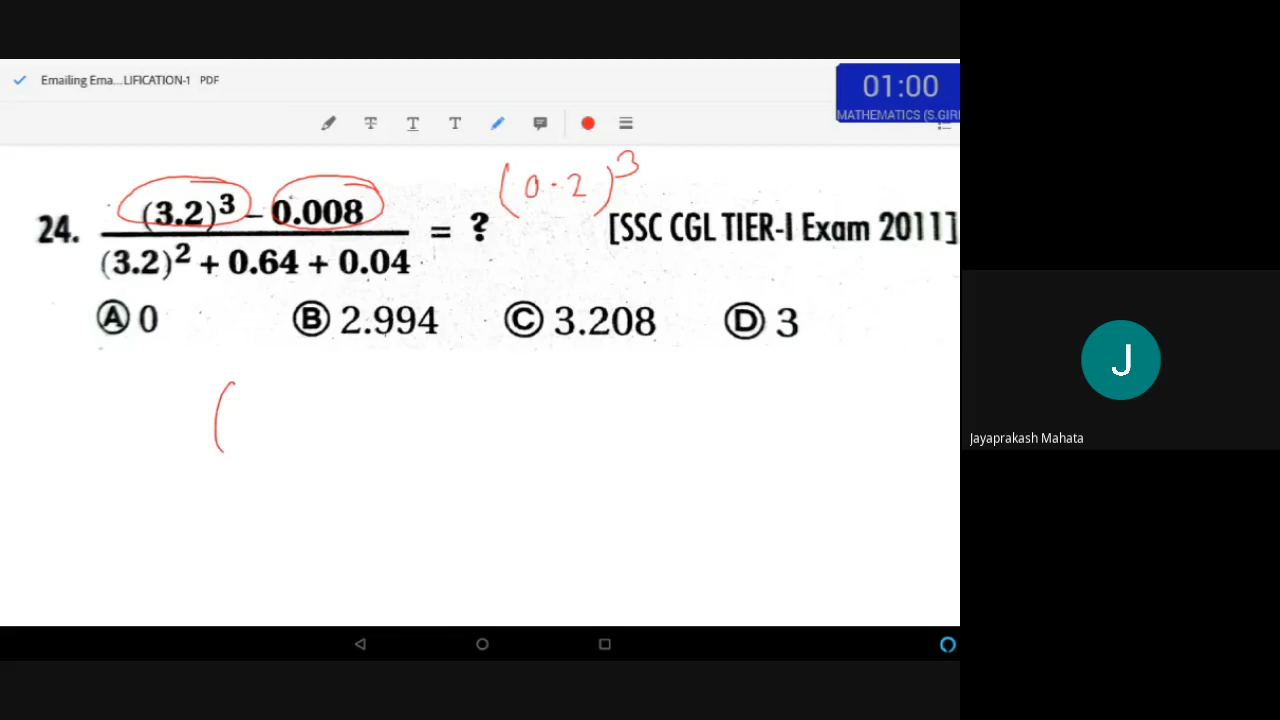 Emailing Ema...LIFICATION-1 PDF
01:00
MATHEMATICS (S.GIRI
T T T
(0.2)^3
24. (3.2)^3 – 0.008 / (3.2)^2 + 0.64 + 0.04 = ? [SSC CGL TIER-I Exam 2011]
A 0 B 2.994 C 3.208 D 3
(
J
Jayaprakash Mahata